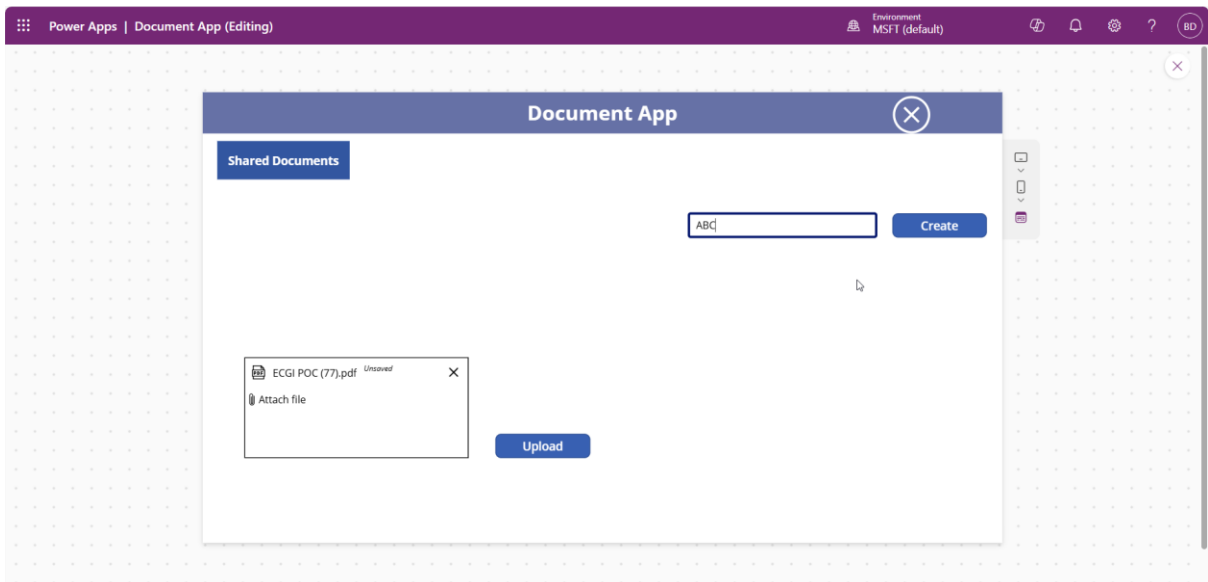 Power Apps | Document App (Editing)
Environment
MSFT (default)
?
BD
Document App
Shared Documents
ABC
Create
PDF
ECGI POC (77).pdf
Unsaved
Attach file
Upload